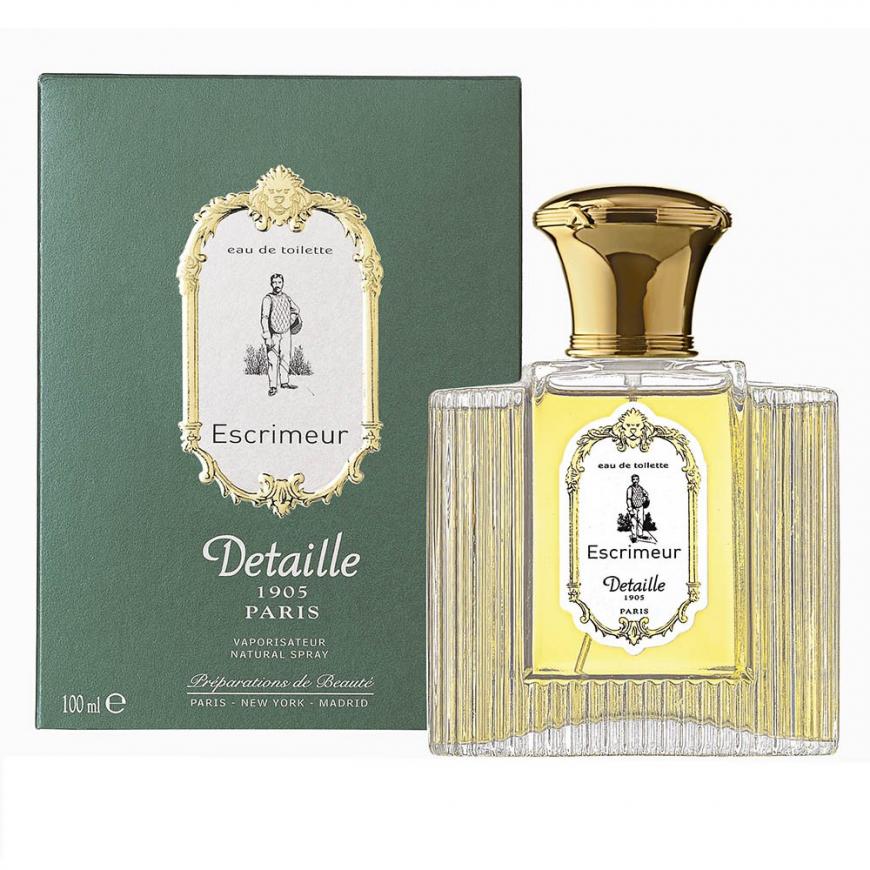 eau de toilette
Escrimeur
Detaille
1905
PARIS
VAPORISATEUR
NATURAL SPRAY
Préparations de Beauté
PARIS - NEW YORK - MADRID
100 ml e
eau de toilette
Escrimeur
Detaille
1905
PARIS